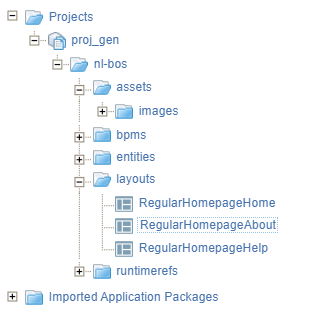 Projects
proj_gen
nl-bos
assets
images
bpms
entities
layouts
RegularHomepageHome
RegularHomepageAbout
RegularHomepageHelp
runtimerefs
Imported Application Packages